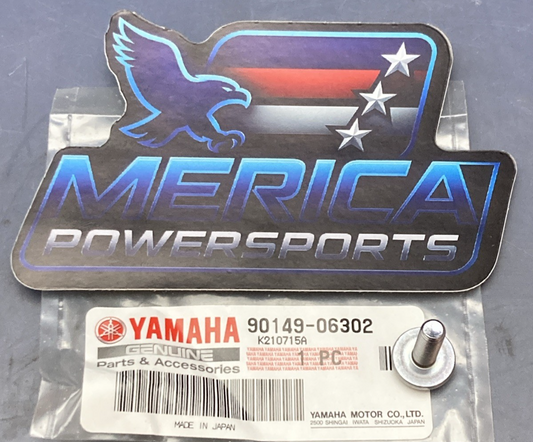 MERICA
POWERSPORTS
YAMAHA 90149-06302
K210715A
GENUINE
Parts & Accessories
1 PC
MADE IN JAPAN
YAMAHA MOTOR CO.,LTD.
2500 SHINGAI IWATA SHIZUOKA JAPAN